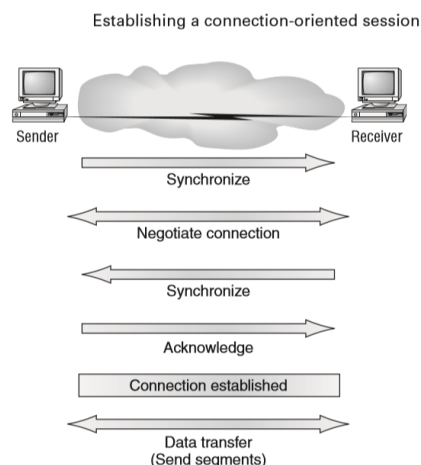 Establishing a connection-oriented session
Sender
Receiver
Synchronize
Negotiate connection
Synchronize
Acknowledge
Connection established
Data transfer
(Send segments)